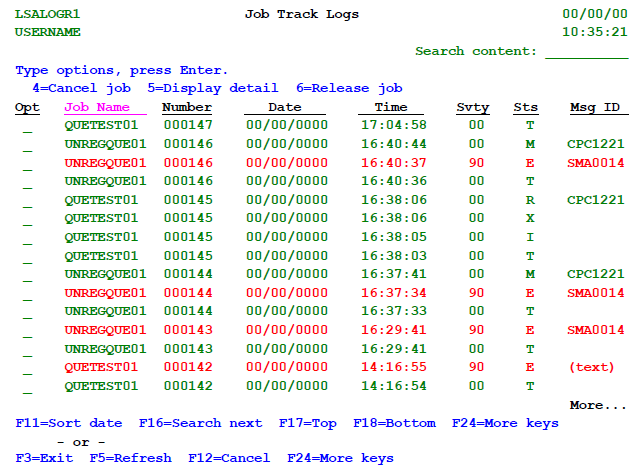 LSALOGR1 Job Track Logs 00/00/00
USERNAME 10:35:21
Search content: __________
Type options, press Enter.
4=Cancel job 5=Display detail 6=Release job
Opt Job Name Number Date Time Svty Sts Msg ID
_ QUETEST01 000147 00/00/0000 17:04:58 00 T
_ UNREGQUE01 000146 00/00/0000 16:40:44 00 M CPC1221
_ UNREGQUE01 000146 00/00/0000 16:40:37 90 E SMA0014
_ UNREGQUE01 000146 00/00/0000 16:40:36 00 T
_ QUETEST01 000145 00/00/0000 16:38:06 00 R CPC1221
_ QUETEST01 000145 00/00/0000 16:38:06 00 X
_ QUETEST01 000145 00/00/0000 16:38:05 00 I
_ QUETEST01 000145 00/00/0000 16:38:03 00 T
_ UNREGQUE01 000144 00/00/0000 16:37:41 00 M CPC1221
_ UNREGQUE01 000144 00/00/0000 16:37:34 90 E SMA0014
_ UNREGQUE01 000144 00/00/0000 16:37:33 00 T
_ UNREGQUE01 000143 00/00/0000 16:29:41 90 E SMA0014
_ UNREGQUE01 000143 00/00/0000 16:29:41 00 T
_ QUETEST01 000142 00/00/0000 14:16:55 90 E (text)
_ QUETEST01 000142 00/00/0000 14:16:54 00 T
More...
F11=Sort date F16=Search next F17=Top F18=Bottom F24=More keys
- or -
F3=Exit F5=Refresh F12=Cancel F24=More keys